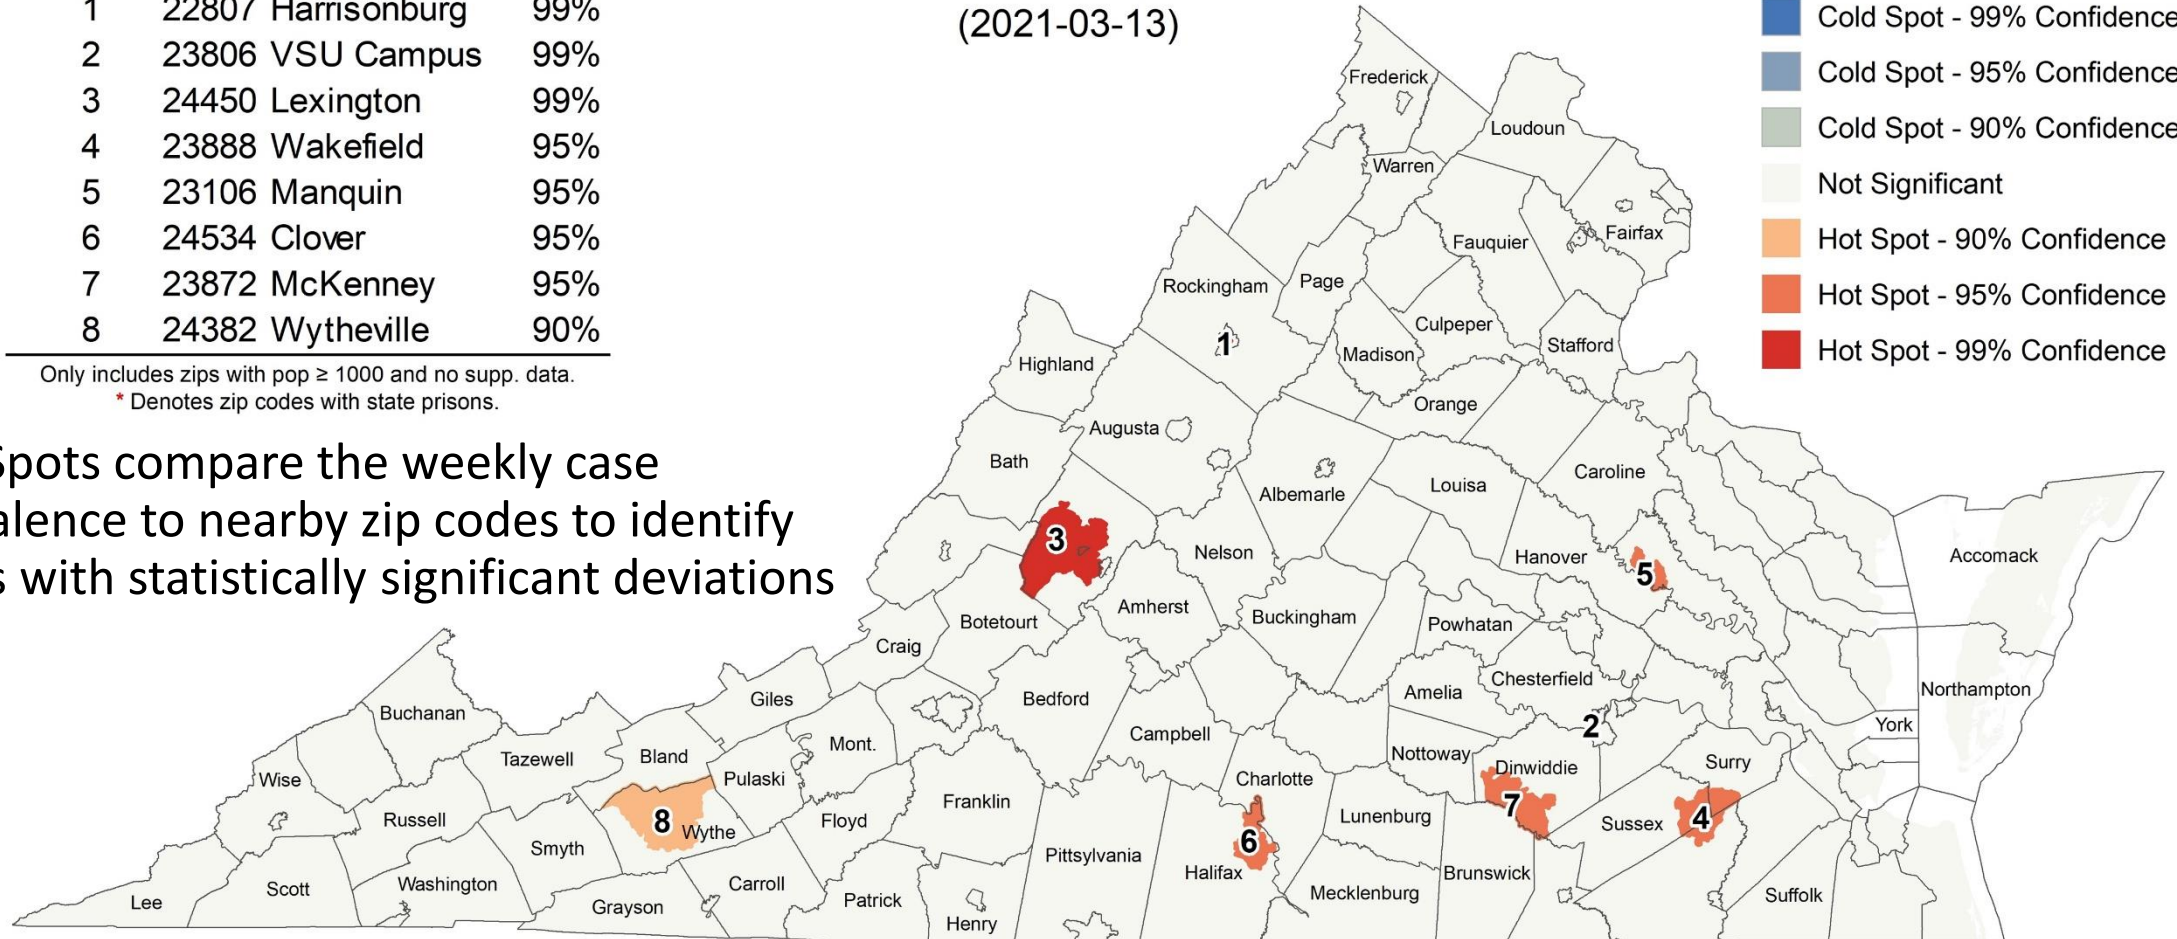 1 22807 Harrisonburg 99%
2 23806 VSU Campus 99%
3 24450 Lexington 99%
4 23888 Wakefield 95%
5 23106 Manquin 95%
6 24534 Clover 95%
7 23872 McKenney 95%
8 24382 Wytheville 90%
Only includes zips with pop ≥ 1000 and no supp. data.
* Denotes zip codes with state prisons.
Spots compare the weekly case
alence to nearby zip codes to identify
s with statistically significant deviations
(2021-03-13)
Cold Spot - 99% Confidence
Cold Spot - 95% Confidence
Cold Spot - 90% Confidence
Not Significant
Hot Spot - 90% Confidence
Hot Spot - 95% Confidence
Hot Spot - 99% Confidence
Frederick
Loudoun
Warren
Fairfax
Fauquier
Page
Rockingham
Culpeper
1
Stafford
Madison
Highland
Orange
Augusta
Bath
Caroline
Louisa
Albemarle
3
Nelson
Hanover
Accomack
5
Amherst
Buckingham
Botetourt
Powhatan
Craig
Chesterfield
Northampton
Amelia
Giles
Bedford
Buchanan
York
2
Campbell
Mont.
Nottoway
Bland
Tazewell
Surry
Dinwiddie
Pulaski
Charlotte
Wise
Franklin
7
Lunenburg
4
Russell
Floyd
8
Sussex
Wythe
6
Smyth
Pittsylvania
Halifax
Brunswick
Carroll
Washington
Scott
Mecklenburg
Suffolk
Patrick
Lee
Grayson
Henry